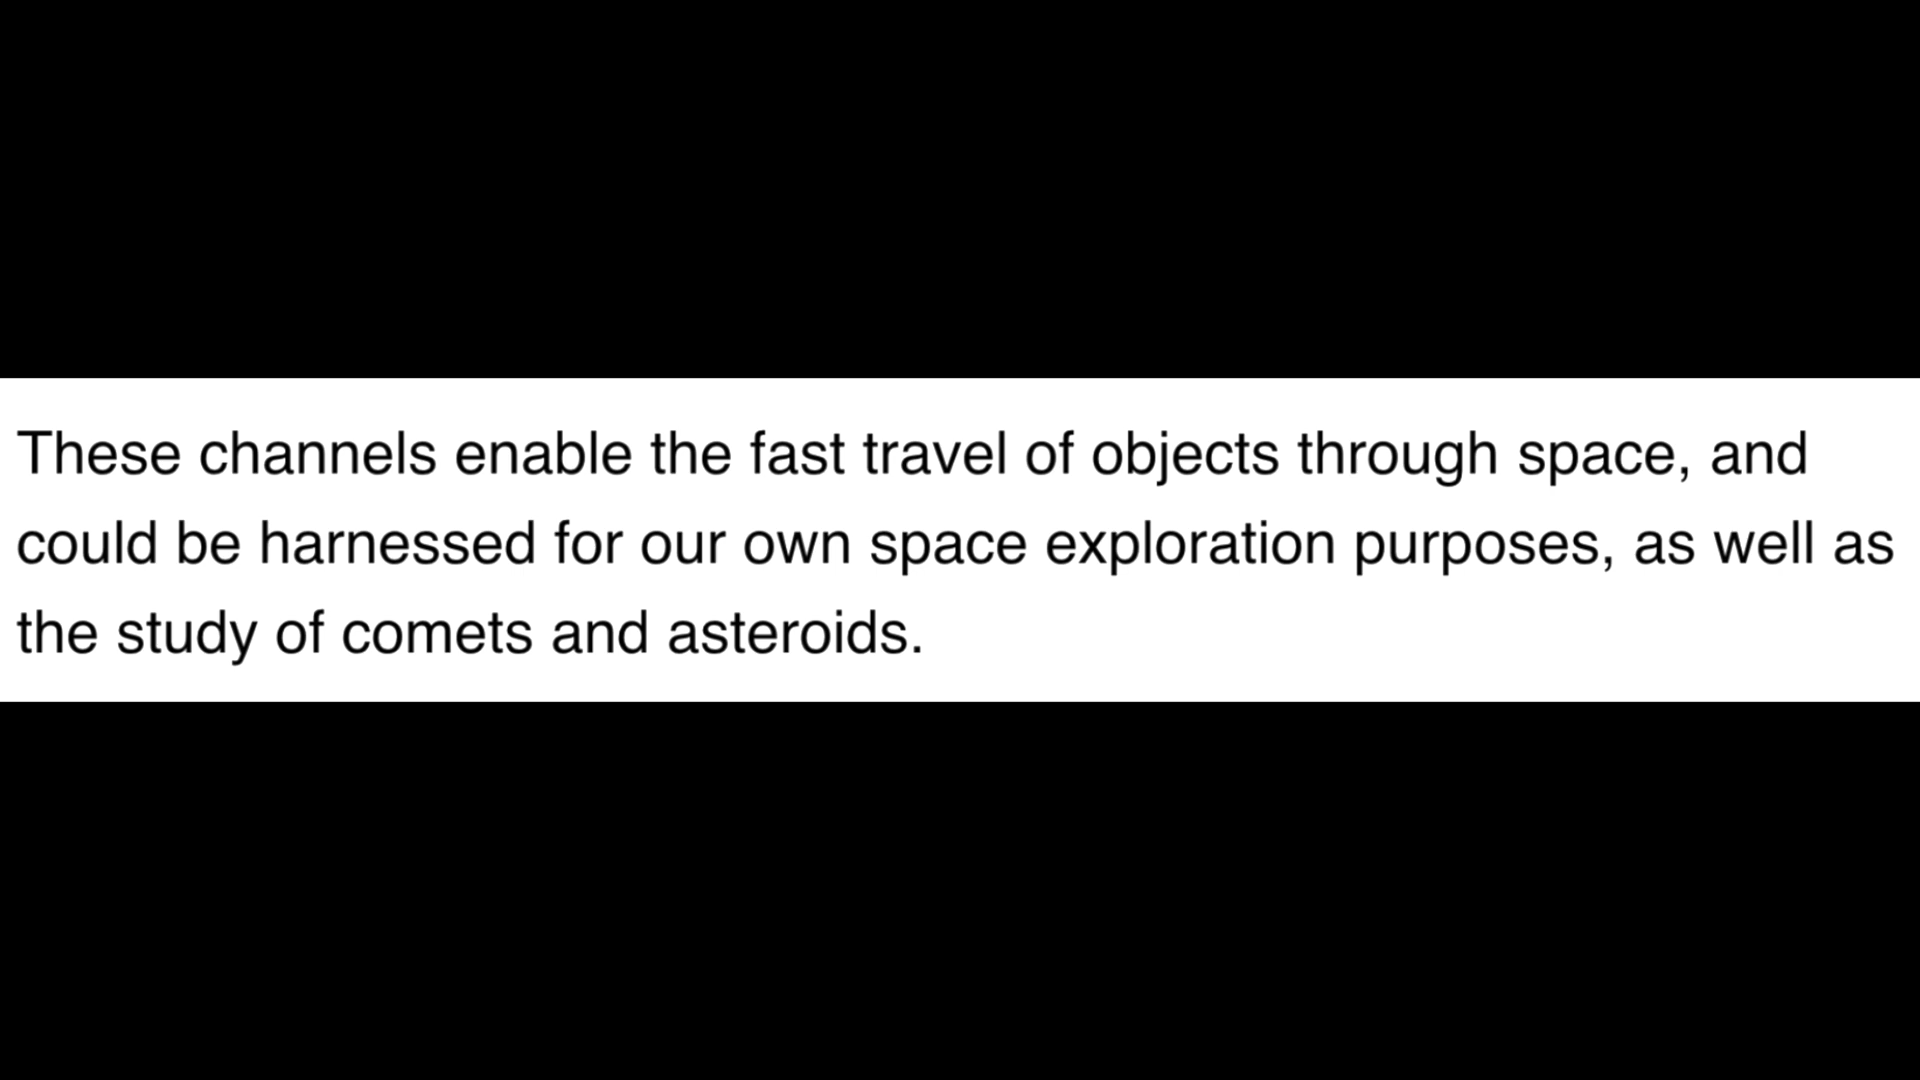 These channels enable the fast travel of objects through space, and
could be harnessed for our own space exploration purposes, as well as
the study of comets and asteroids.